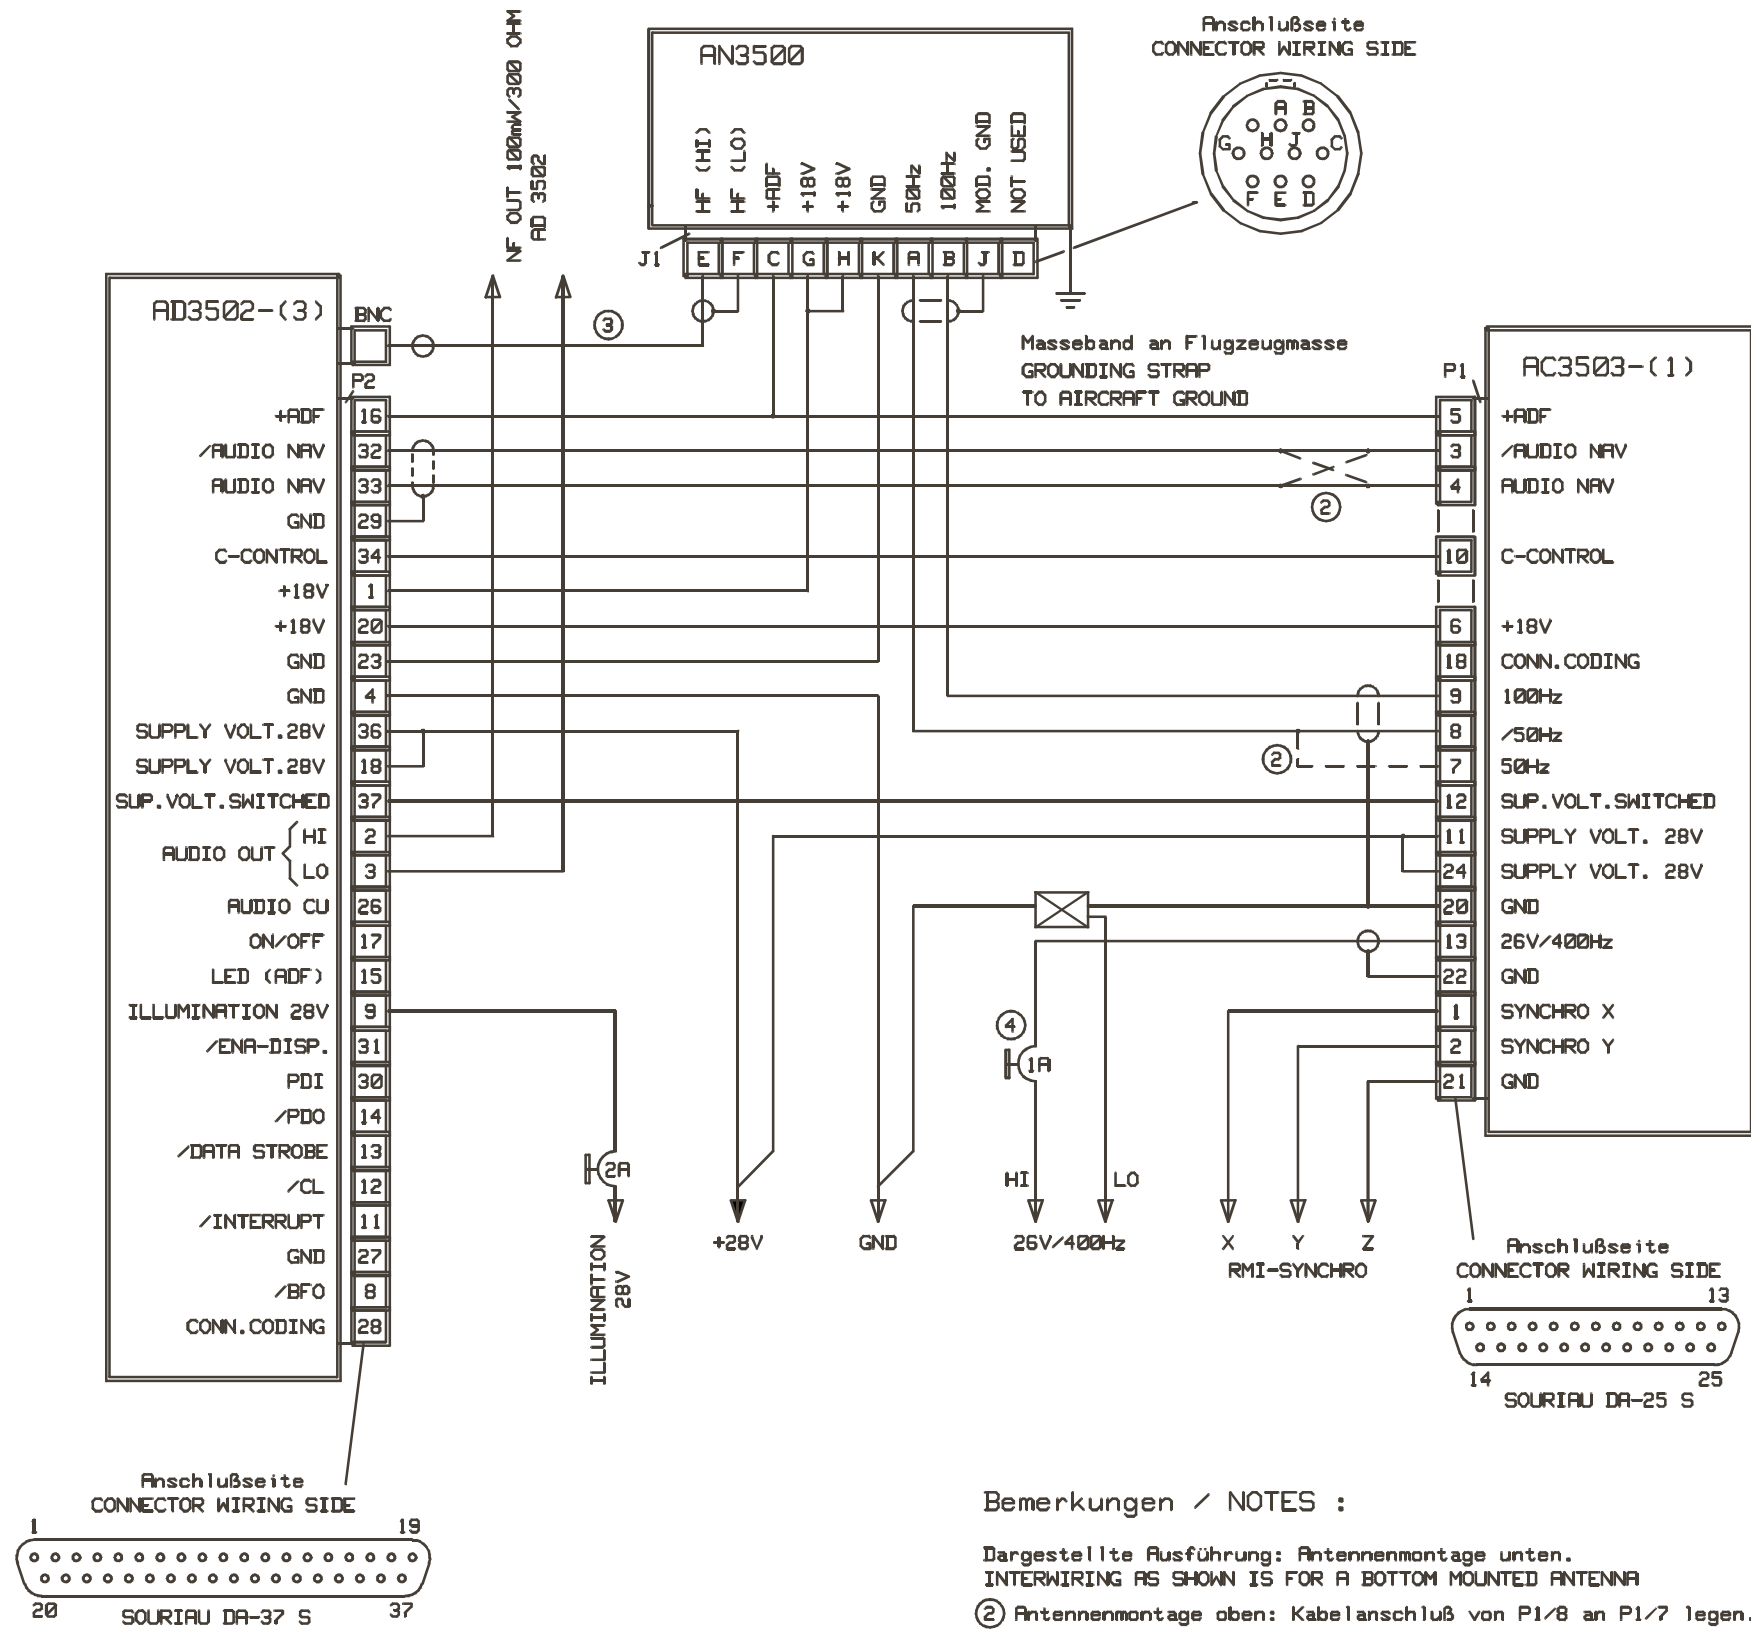 NF OUT 100mW/300 OHM
AD 3502
AN3500
HF (HI)
HF (LO)
+ADF
+18V
+18V
GND
50Hz
100Hz
MOD. GND
NOT USED
J1
E F C G H K A B J D
Anschlußseite
CONNECTOR WIRING SIDE
A B
G H J C
F E D
AD3502-(3)
BNC
3
P2
+ADF 16
/AUDIO NAV 32
AUDIO NAV 33
GND 29
C-CONTROL 34
+18V 1
+18V 20
GND 23
GND 4
SUPPLY VOLT.28V 36
SUPPLY VOLT.28V 18
SUP.VOLT.SWITCHED 37
AUDIO OUT
HI 2
LO 3
AUDIO CU 26
ON/OFF 17
LED (ADF) 15
ILLUMINATION 28V 9
/ENA-DISP. 31
PDI 30
/PDO 14
/DATA STROBE 13
/CL 12
/INTERRUPT 11
GND 27
/BFO 8
CONN.CODING 28
Masseband an Flugzeugmasse
GROUNDING STRAP
TO AIRCRAFT GROUND
2
2
4
1A
2A
HI
LO
ILLUMINATION
28V
+28V
GND
26V/400Hz
X Y Z
RMI-SYNCHRO
AC3503-(1)
P1
5 +ADF
3 /AUDIO NAV
4 AUDIO NAV
10 C-CONTROL
6 +18V
18 CONN.CODING
9 100Hz
8 /50Hz
7 50Hz
12 SUP.VOLT.SWITCHED
11 SUPPLY VOLT. 28V
24 SUPPLY VOLT. 28V
20 GND
13 26V/400Hz
22 GND
1 SYNCHRO X
2 SYNCHRO Y
21 GND
Anschlußseite
CONNECTOR WIRING SIDE
1 13
14 25
SOURIAU DA-25 S
Anschlußseite
CONNECTOR WIRING SIDE
1 19
20 37
SOURIAU DA-37 S
Bemerkungen / NOTES :
Dargestellte Ausführung: Antennenmontage unten.
INTERWIRING AS SHOWN IS FOR A BOTTOM MOUNTED ANTENNA
2 Antennenmontage oben: Kabelanschluß von P1/8 an P1/7 legen.